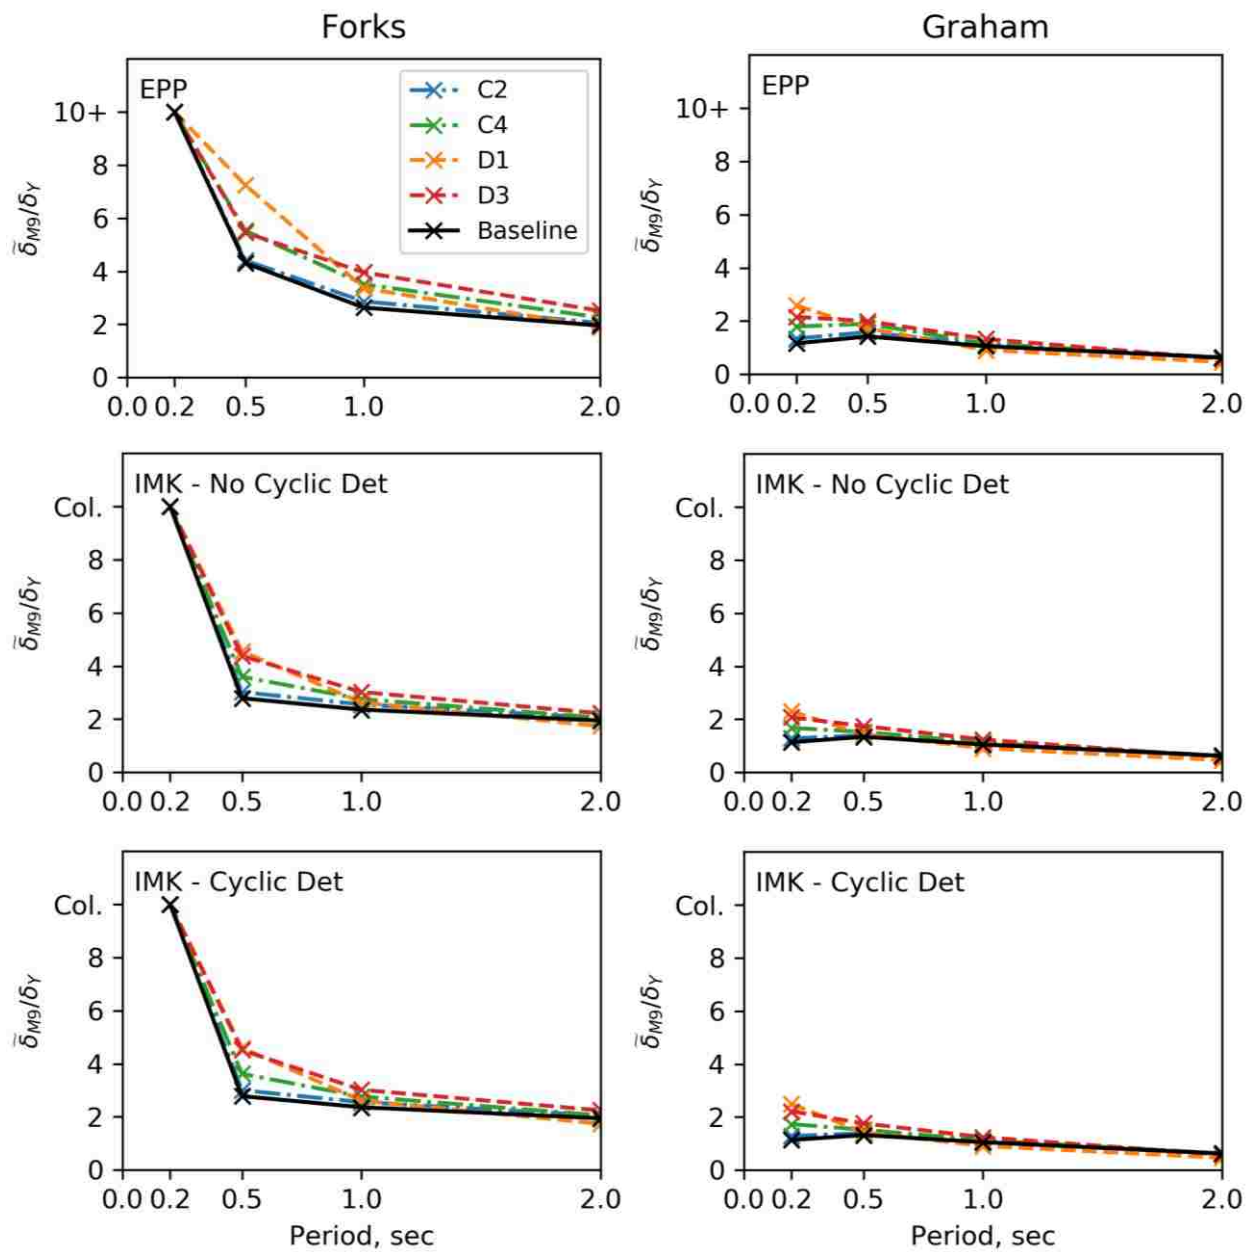 Forks
Graham
EPP
C2
C4
D1
D3
Baseline
10+
8
6
4
2
0
δ̃M9/δY
0.0 0.2 0.5 1.0 2.0
EPP
10+
8
6
4
2
0
δ̃M9/δY
0.0 0.2 0.5 1.0 2.0
IMK - No Cyclic Det
Col.
8
6
4
2
0
δ̃M9/δY
0.0 0.2 0.5 1.0 2.0
IMK - No Cyclic Det
Col.
8
6
4
2
0
δ̃M9/δY
0.0 0.2 0.5 1.0 2.0
IMK - Cyclic Det
Col.
8
6
4
2
0
δ̃M9/δY
0.0 0.2 0.5 1.0 2.0
Period, sec
IMK - Cyclic Det
Col.
8
6
4
2
0
δ̃M9/δY
0.0 0.2 0.5 1.0 2.0
Period, sec